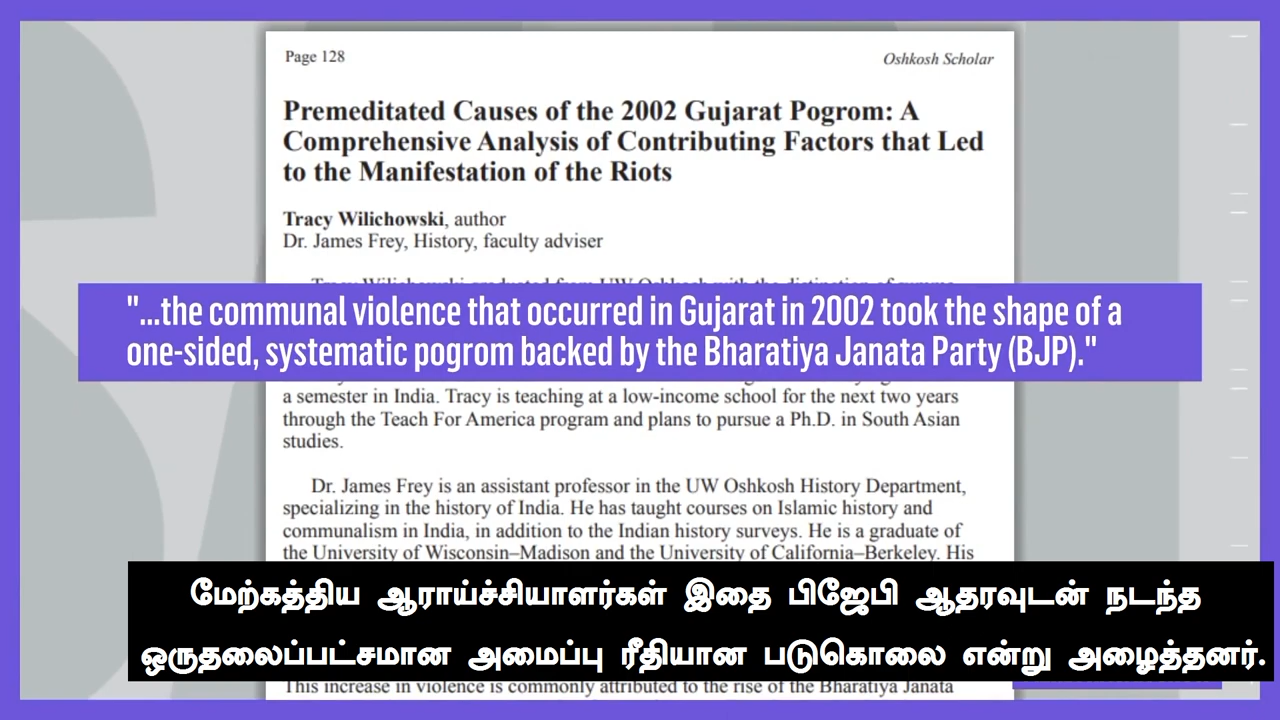 Page 128
Oshkosh Scholar
Premeditated Causes of the 2002 Gujarat Pogrom: A
Comprehensive Analysis of Contributing Factors that Led
to the Manifestation of the Riots
Tracy Wilichowski, author
Dr. James Frey, History, faculty adviser
"...the communal violence that occurred in Gujarat in 2002 took the shape of a
one-sided, systematic pogrom backed by the Bharatiya Janata Party (BJP)."
a semester in India. Tracy is teaching at a low-income school for the next two years
through the Teach For America program and plans to pursue a Ph.D. in South Asian
studies.
Dr. James Frey is an assistant professor in the UW Oshkosh History Department,
specializing in the history of India. He has taught courses on Islamic history and
communalism in India, in addition to the Indian history surveys. He is a graduate of
the University of Wisconsin–Madison and the University of California–Berkeley. His
மேற்கத்திய ஆராய்ச்சியாளர்கள் இதை பிஜேபி ஆதரவுடன் நடந்த
ஒருதலைப்பட்சமான அமைப்பு ரீதியான படுகொலை என்று அழைத்தனர்.
This increase in violence is commonly attributed to the rise of the Bharatiya Janata